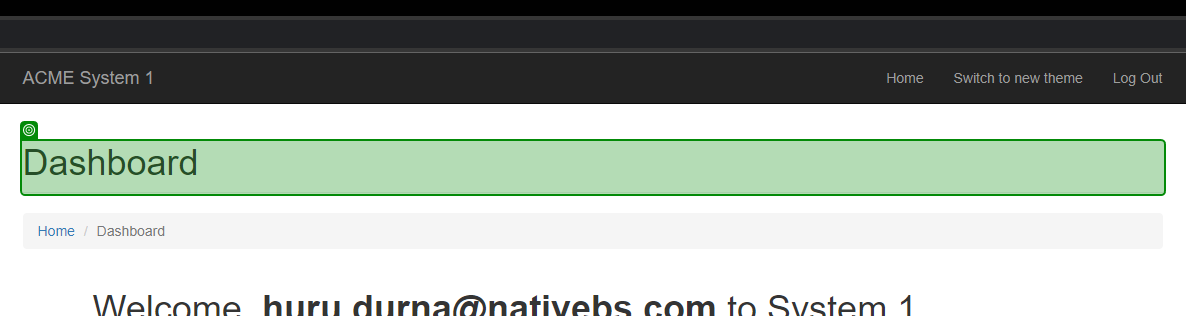 ACME System 1 Home Switch to new theme Log Out
Dashboard
Home / Dashboard
Welcome, huru.durna@nativebs.com to System 1